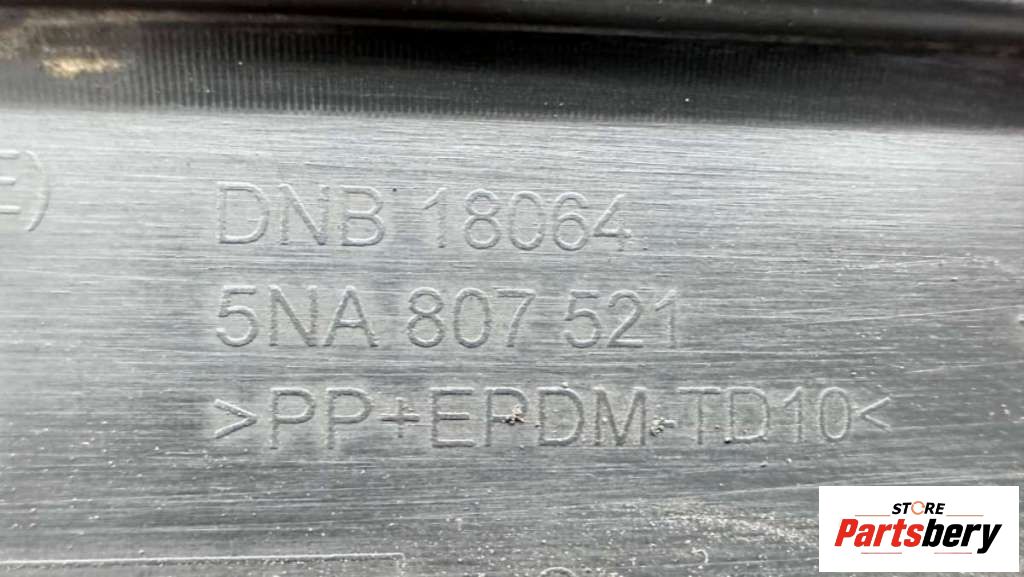 E)
DNB 18064
5NA 807 521
>PP+EPDM-TD10<
STORE
Partsbery